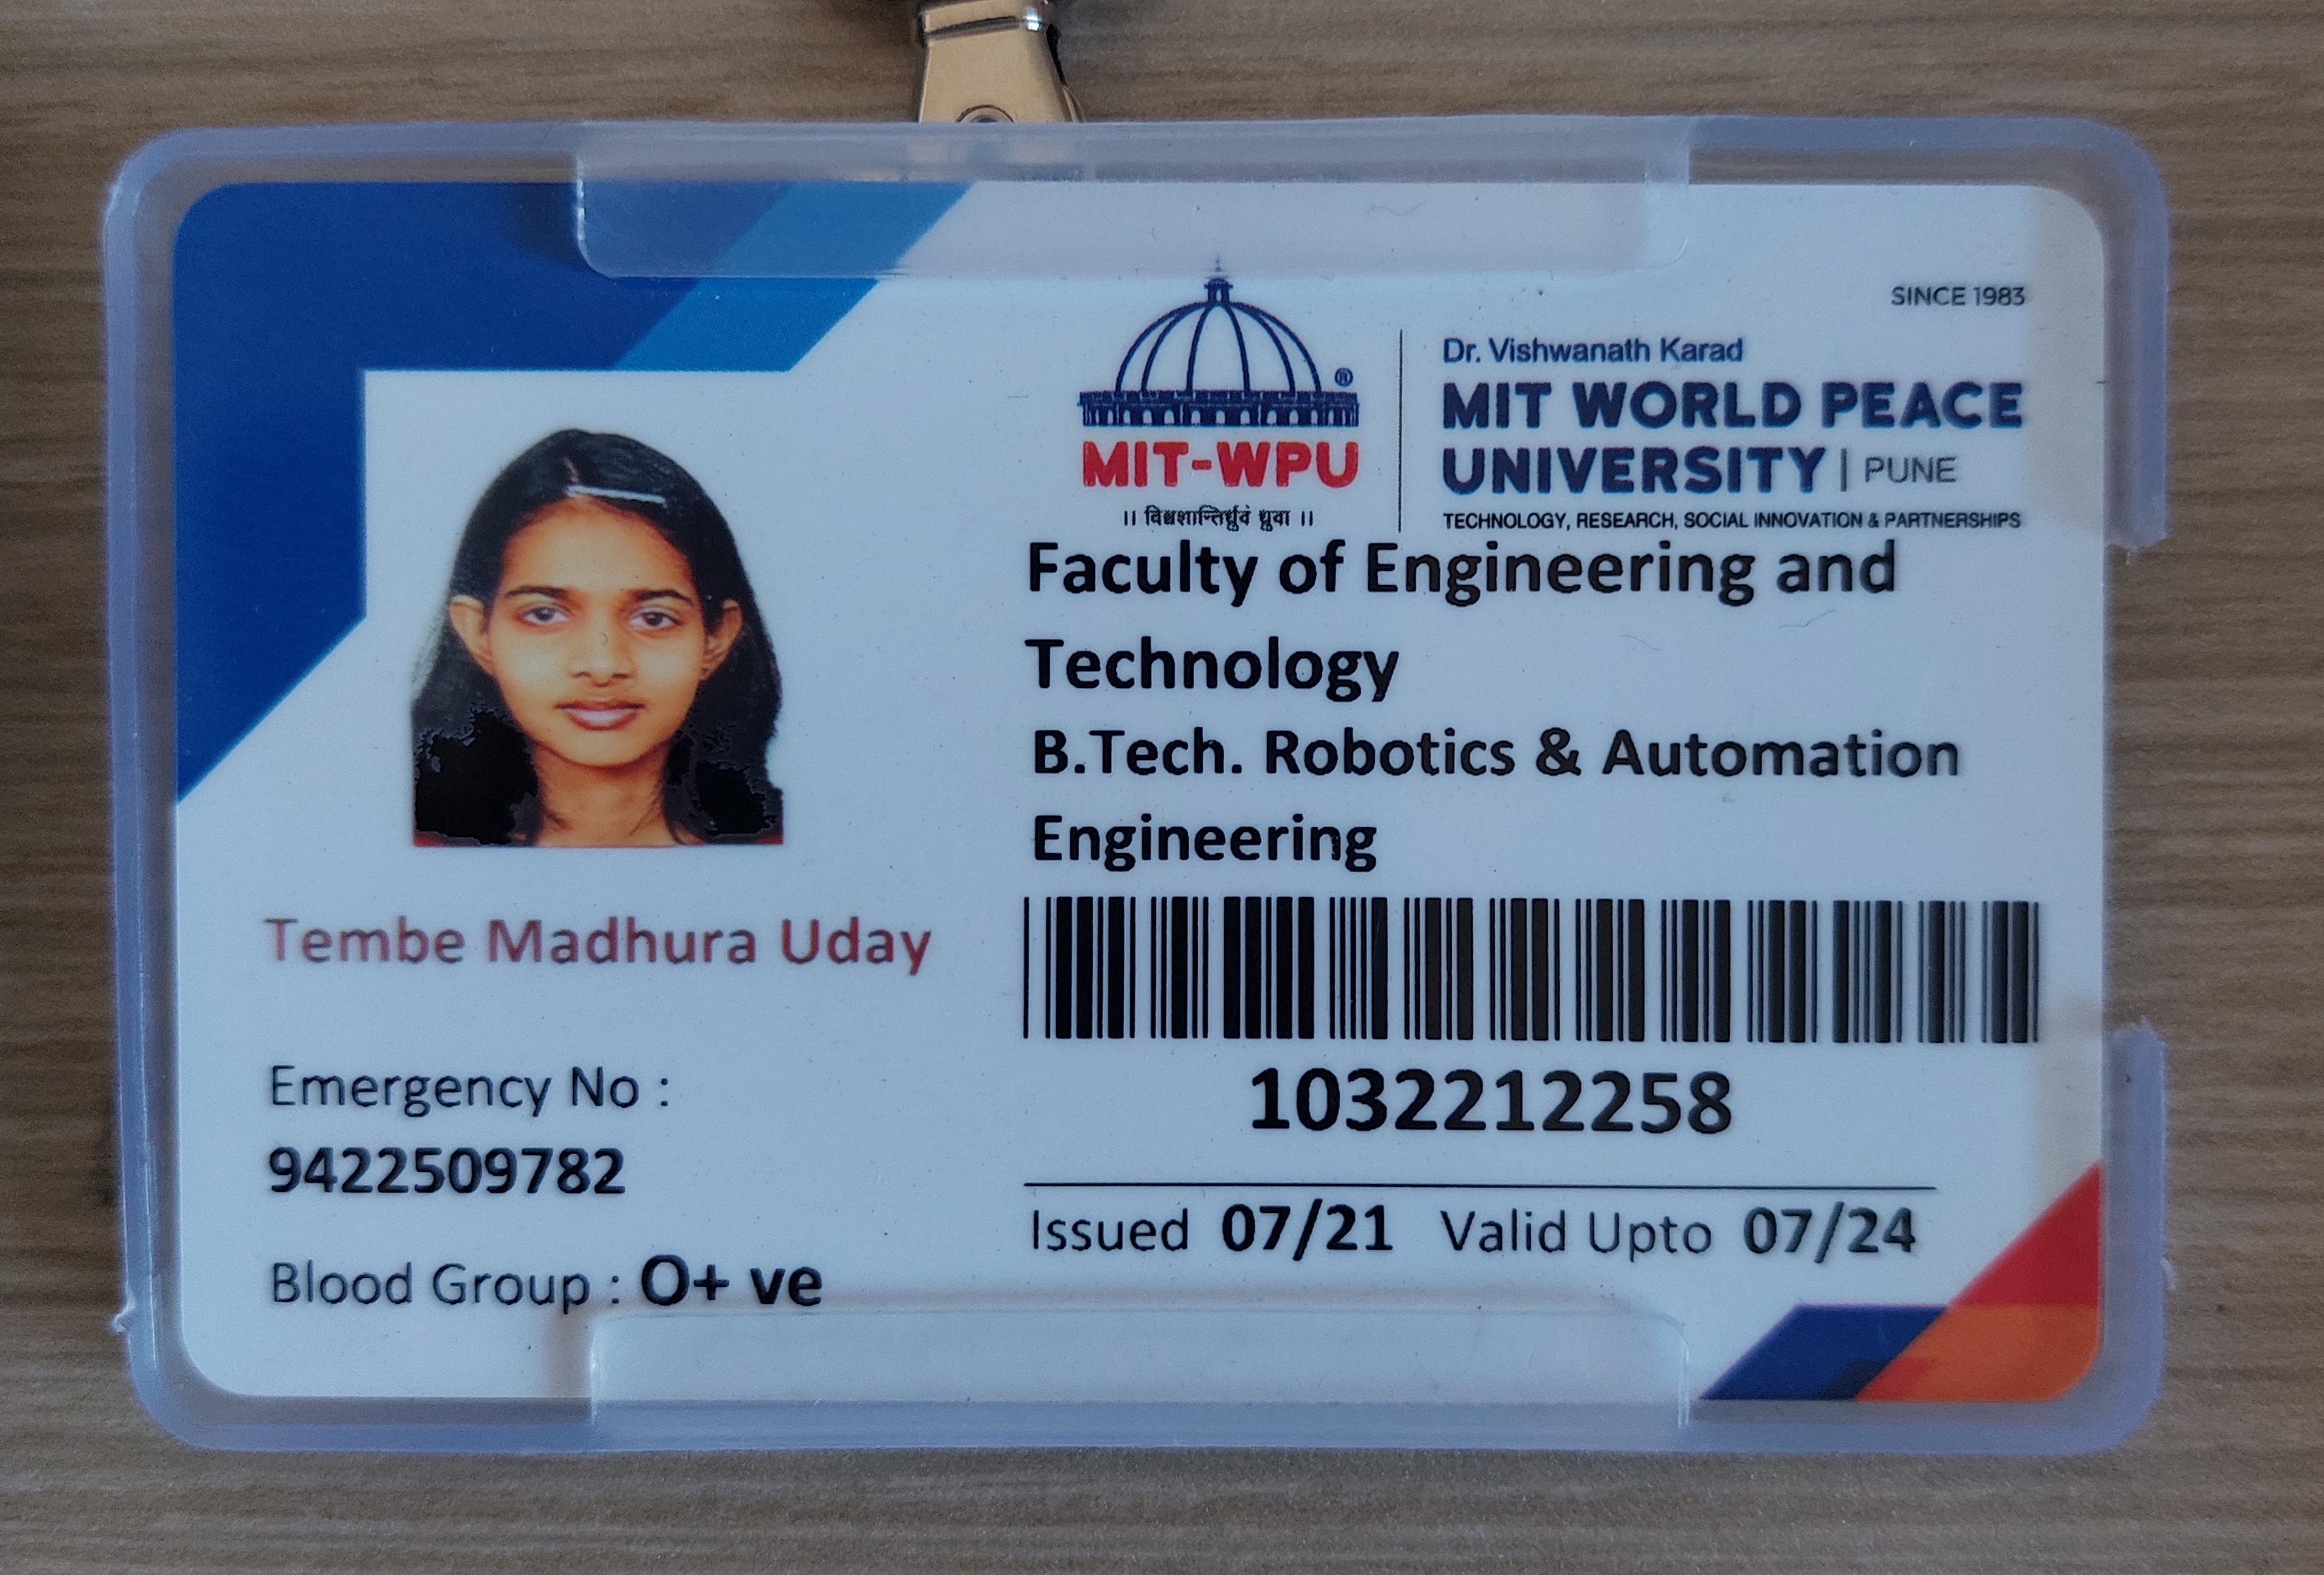 SINCE 1983
Dr. Vishwanath Karad
MIT WORLD PEACE
UNIVERSITY | PUNE
TECHNOLOGY, RESEARCH, SOCIAL INNOVATION & PARTNERSHIPS
MIT-WPU
॥ विश्वशान्तिर्ध्रुवं ध्रुवा ॥
Faculty of Engineering and
Technology
B.Tech. Robotics & Automation
Engineering
1032212258
Issued 07/21 Valid Upto 07/24
Tembe Madhura Uday
Emergency No :
9422509782
Blood Group : O+ ve